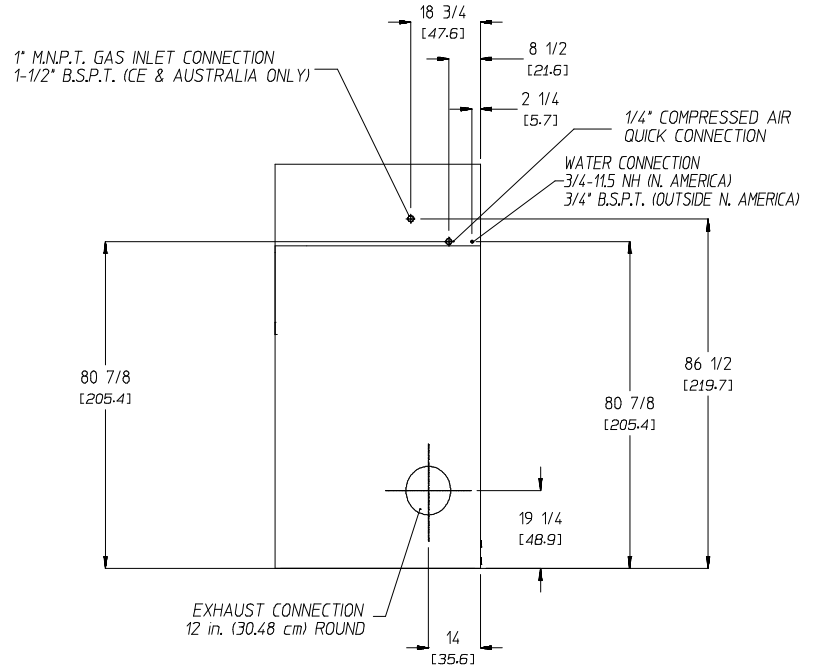 18 3/4
[47.6]
1" M.N.P.T. GAS INLET CONNECTION
1-1/2" B.S.P.T. (CE & AUSTRALIA ONLY)
8 1/2
[21.6]
2 1/4
[5.7]
1/4" COMPRESSED AIR
QUICK CONNECTION
WATER CONNECTION
3/4-11.5 NH (N. AMERICA)
3/4" B.S.P.T. (OUTSIDE N. AMERICA)
80 7/8
[205.4]
86 1/2
[219.7]
80 7/8
[205.4]
19 1/4
[48.9]
EXHAUST CONNECTION
12 in. (30.48 cm) ROUND
14
[35.6]